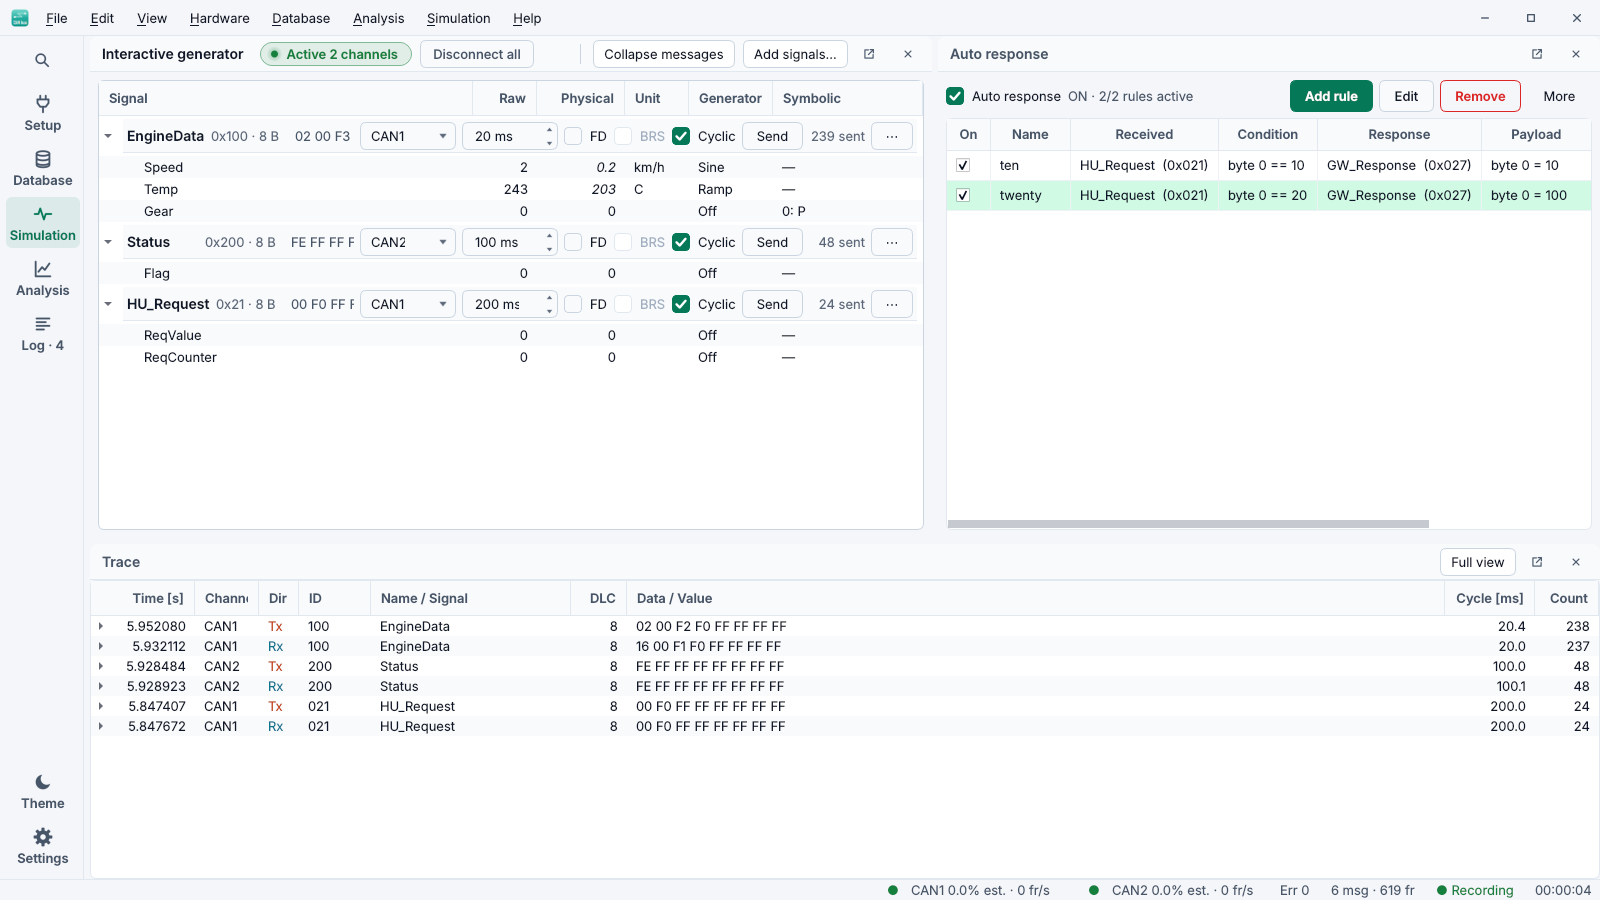 File Edit View Hardware Database Analysis Simulation Help
Setup
Database
Simulation
Analysis
Log · 4
Theme
Settings
Interactive generator Active 2 channels Disconnect all Collapse messages Add signals...
Signal Raw Physical Unit Generator Symbolic
EngineData 0x100 · 8 B 02 00 F3 CAN1 20 ms FD BRS Cyclic Send 239 sent ...
Speed 2 0.2 km/h Sine —
Temp 243 203 C Ramp —
Gear 0 0 Off 0: P
Status 0x200 · 8 B FE FF FF F CAN2 100 ms FD BRS Cyclic Send 48 sent ...
Flag 0 0 Off —
HU_Request 0x21 · 8 B 00 F0 FF F CAN1 200 ms FD BRS Cyclic Send 24 sent ...
ReqValue 0 0 Off —
ReqCounter 0 0 Off —
Auto response
Auto response ON · 2/2 rules active Add rule Edit Remove More
On Name Received Condition Response Payload
ten HU_Request (0x021) byte 0 == 10 GW_Response (0x027) byte 0 = 10
twenty HU_Request (0x021) byte 0 == 20 GW_Response (0x027) byte 0 = 100
Trace Full view
Time [s] Channe Dir ID Name / Signal DLC Data / Value Cycle [ms] Count
5.952080 CAN1 Tx 100 EngineData 8 02 00 F2 F0 FF FF FF FF 20.4 238
5.932112 CAN1 Rx 100 EngineData 8 16 00 F1 F0 FF FF FF FF 20.0 237
5.928484 CAN2 Tx 200 Status 8 FE FF FF FF FF FF FF FF 100.0 48
5.928923 CAN2 Rx 200 Status 8 FE FF FF FF FF FF FF FF 100.1 48
5.847407 CAN1 Tx 021 HU_Request 8 00 F0 FF FF FF FF FF FF 200.0 24
5.847672 CAN1 Rx 021 HU_Request 8 00 F0 FF FF FF FF FF FF 200.0 24
CAN1 0.0% est. · 0 fr/s CAN2 0.0% est. · 0 fr/s Err 0 6 msg · 619 fr Recording 00:00:04